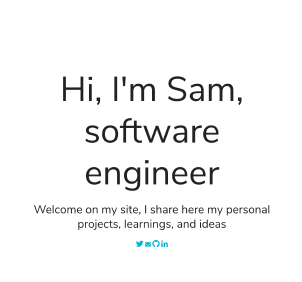 Hi, I'm Sam,
software
engineer
Welcome on my site, I share here my personal
projects, learnings, and ideas